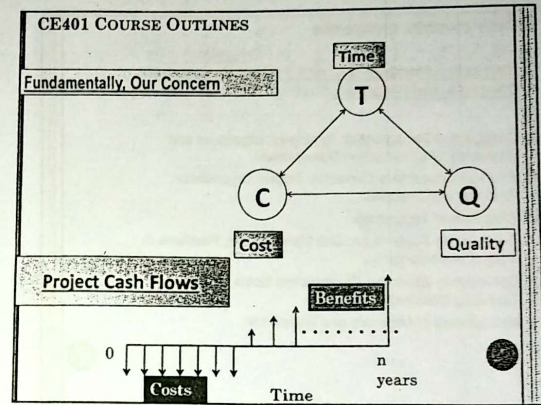 CE401 COURSE OUTLINES
Time
Fundamentally, Our Concern
T
C
Q
Cost
Quality
Project Cash Flows
Benefits
0
n
years
Costs
Time